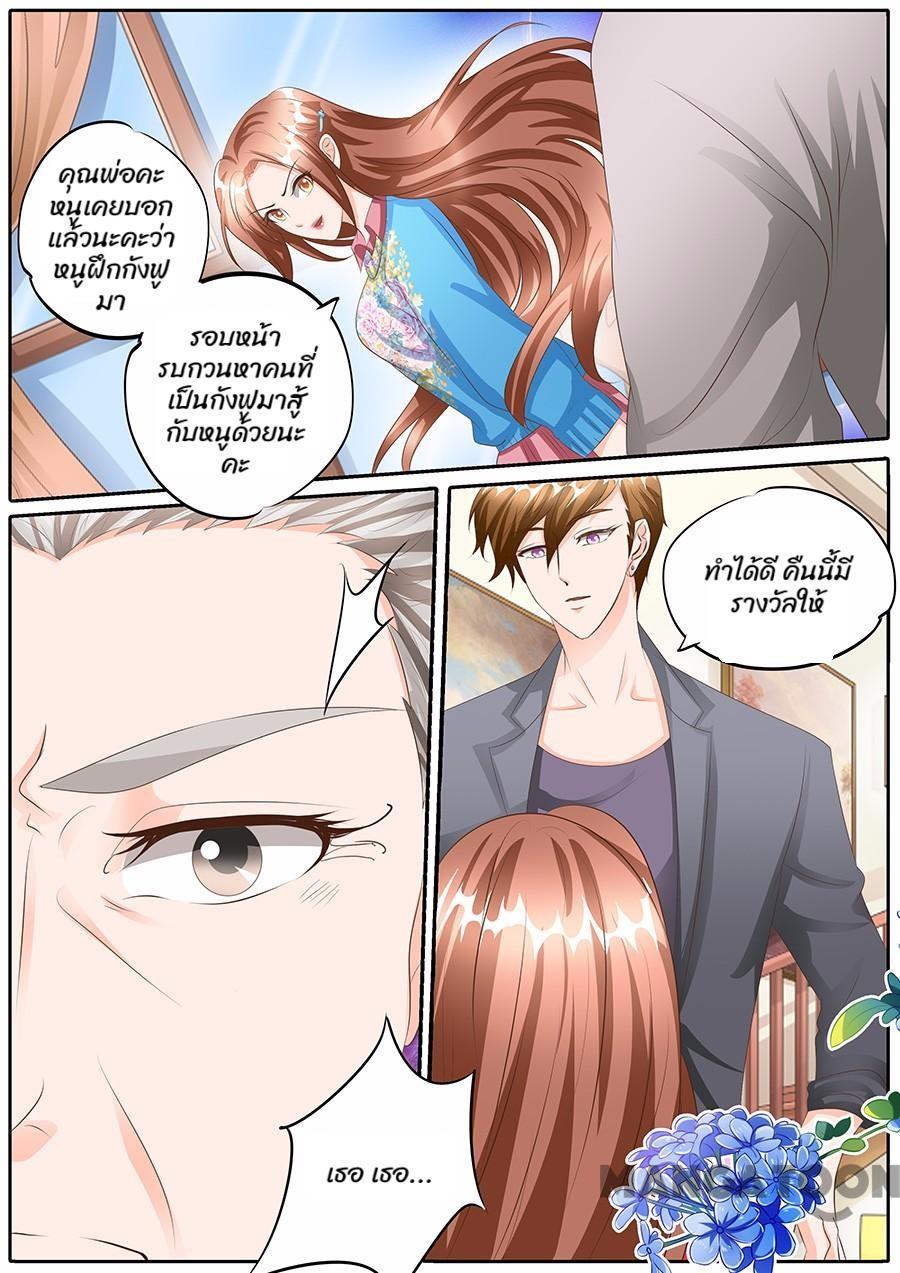 คุณพ่อคะ
หนูเคยบอก
แล้วนะคะว่า
หนูฝึกกังฟู
มา
รอบหน้า
รบกวนหาคนที่
เป็นกังฟูมาสู้
กับหนูด้วยนะ
คะ
ทำได้ดี คืนนี้มี
รางวัลให้
เธอ เธอ...
MANGATOON